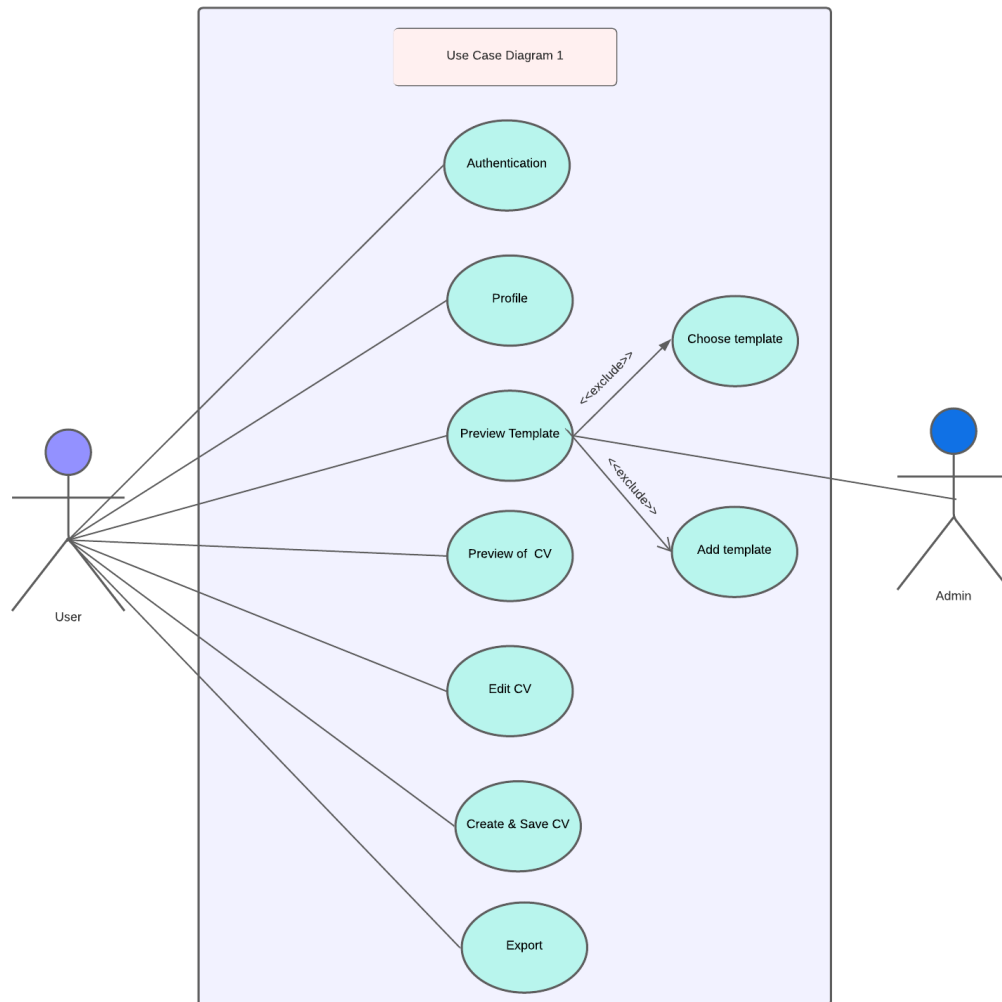 Use Case Diagram 1
Authentication
Profile
Choose template
<<exclude>>
Preview Template
<<exclude>>
Add template
Preview of  CV
User
Admin
Edit CV
Create & Save CV
Export